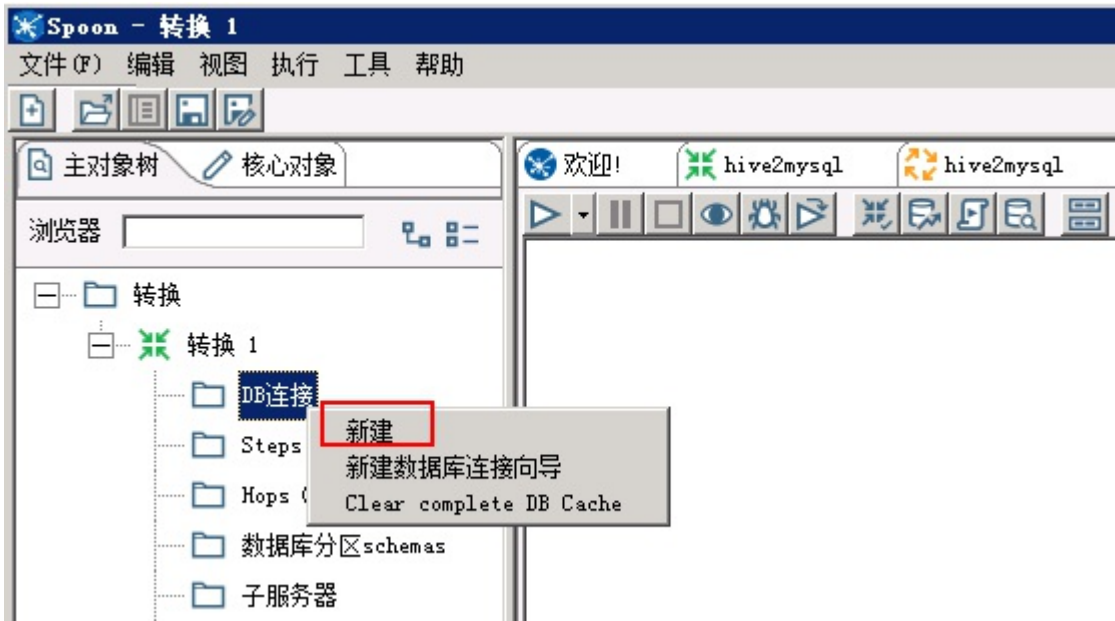 Spoon - 转换 1
文件(F) 编辑 视图 执行 工具 帮助
主对象树 核心对象
欢迎! hive2mysql hive2mysql
浏览器
转换
转换 1
DB连接
新建
Steps
新建数据库连接向导
Hops (
Clear complete DB Cache
数据库分区schemas
子服务器